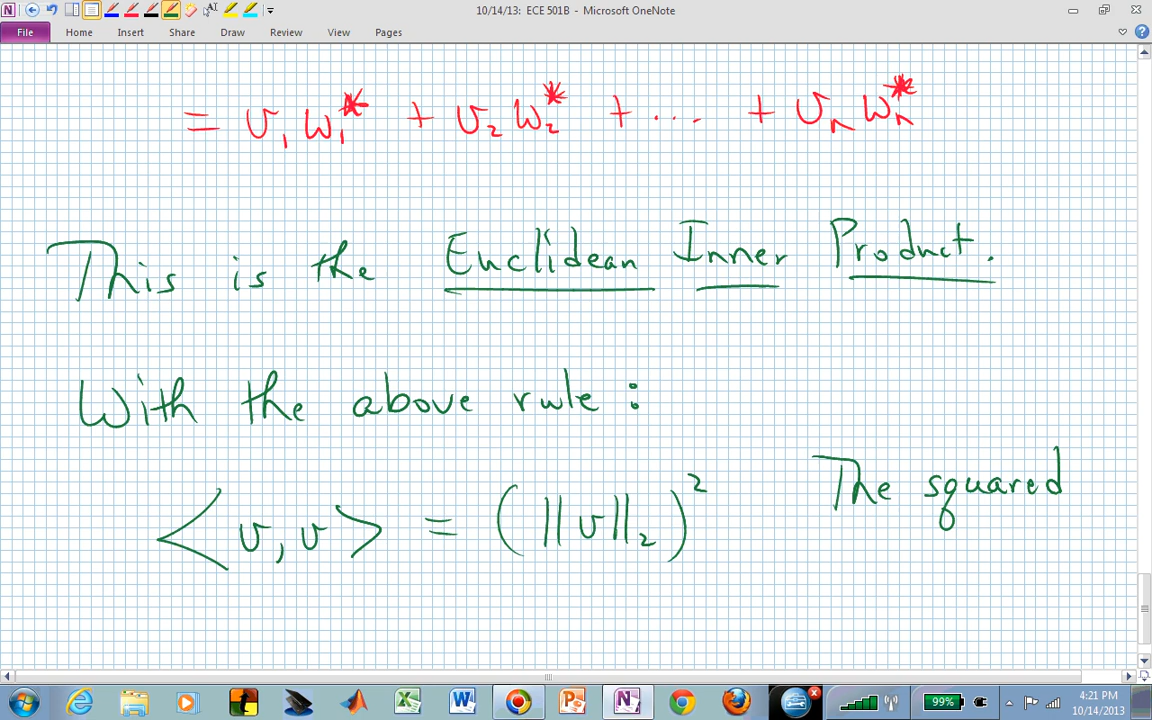 10/14/13: ECE 501B - Microsoft OneNote
File Home Insert Share Draw Review View Pages
= v₁w₁* + v₂w₂* + ... + vₙwₙ*
This is the Euclidean Inner Product.
With the above rule:
The squared
<v,v> = (||v||₂)²
99%
4:21 PM
10/14/2013